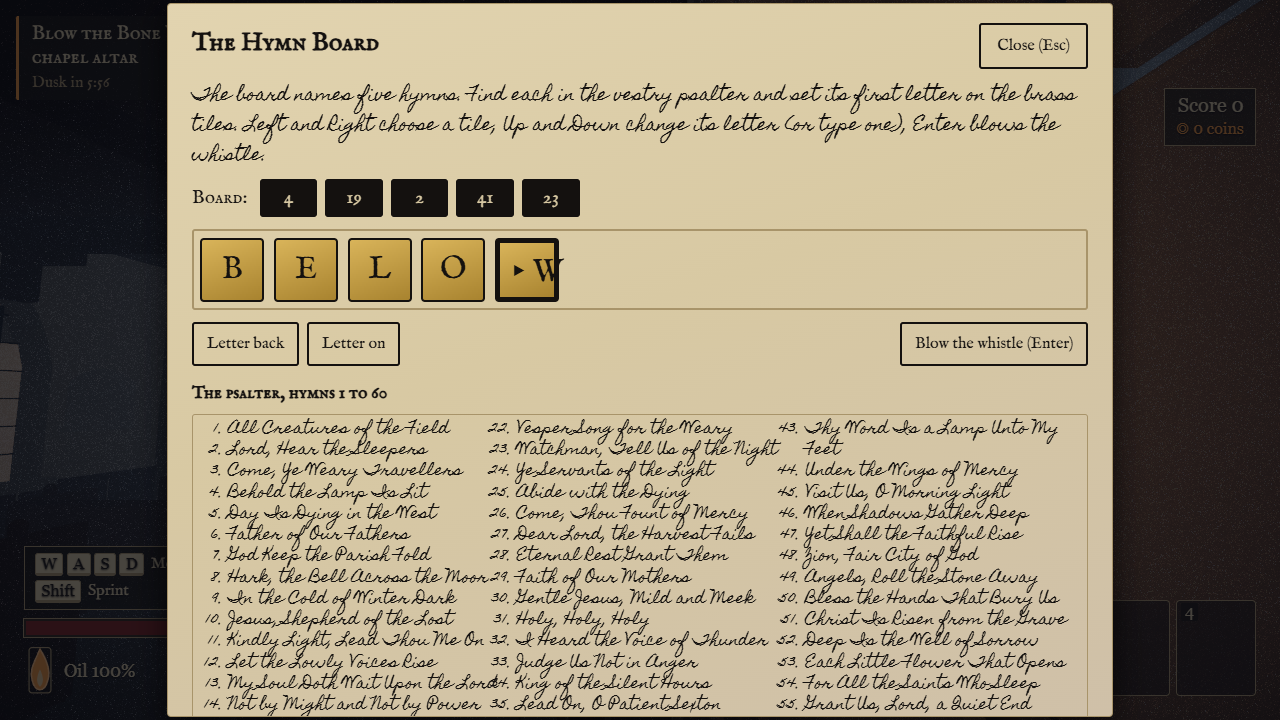 Blow the Bone
chapel altar
Dusk in 5:56
The Hymn Board
Close (Esc)
The board names five hymns. Find each in the vestry psalter and set its first letter on the brass
tiles. Left and Right choose a tile, Up and Down change its letter (or type one), Enter blows the
whistle.
Board: 4 19 2 41 23
B E L O ▸ W
Letter back Letter on
Blow the whistle (Enter)
The psalter, hymns 1 to 60
1. All Creatures of the Field
2. Lord, Hear the Sleepers
3. Come, Ye Weary Travellers
4. Behold the Lamp Is Lit
5. Day Is Dying in the West
6. Father of Our Fathers
7. God Keep the Parish Fold
8. Hark, the Bell Across the Moor
9. In the Cold of Winter Dark
10. Jesus, Shepherd of the Lost
11. Kindly Light, Lead Thou Me On
12. Let the Lowly Voices Rise
13. My Soul Doth Wait Upon the Lord
14. Not by Might and Not by Power
22. Vesper Song for the Weary
23. Watchman, Tell Us of the Night
24. Ye Servants of the Light
25. Abide with the Dying
26. Come, Thou Fount of Mercy
27. Dear Lord, the Harvest Fails
28. Eternal Rest Grant Them
29. Faith of Our Mothers
30. Gentle Jesus, Mild and Meek
31. Holy, Holy, Holy
32. I Heard the Voice of Thunder
33. Judge Us Not in Anger
34. King of the Silent Hours
35. Lead On, O Patient Sexton
43. Thy Word Is a Lamp Unto My
Feet
44. Under the Wings of Mercy
45. Visit Us, O Morning Light
46. When Shadows Gather Deep
47. Yet Shall the Faithful Rise
48. Zion, Fair City of God
49. Angels, Roll the Stone Away
50. Bless the Hands That Bury Us
51. Christ Is Risen from the Grave
52. Deep Is the Well of Sorrow
53. Each Little Flower That Opens
54. For All the Saints Who Sleep
55. Grant Us, Lord, a Quiet End
Score 0
0 coins
W A S D
Shift Sprint
Oil 100%
4